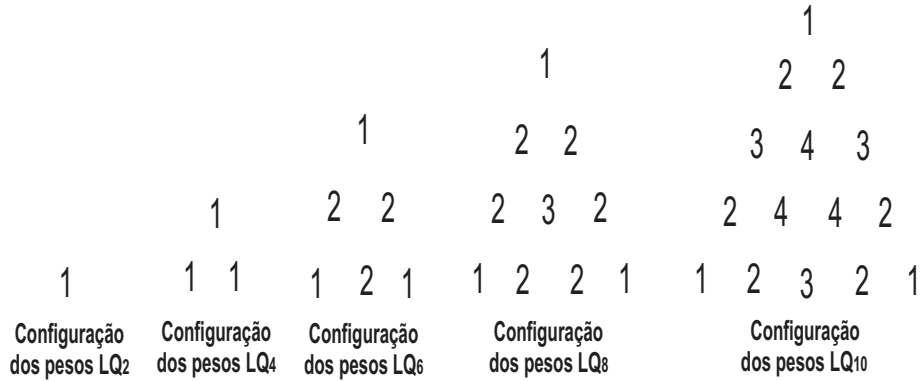 1
Configuração
dos pesos LQ2
1
1 1
Configuração
dos pesos LQ4
1
2 2
1 2 1
Configuração
dos pesos LQ6
1
2 2
2 3 2
1 2 2 1
Configuração
dos pesos LQ8
1
2 2
3 4 3
2 4 4 2
1 2 3 2 1
Configuração
dos pesos LQ10